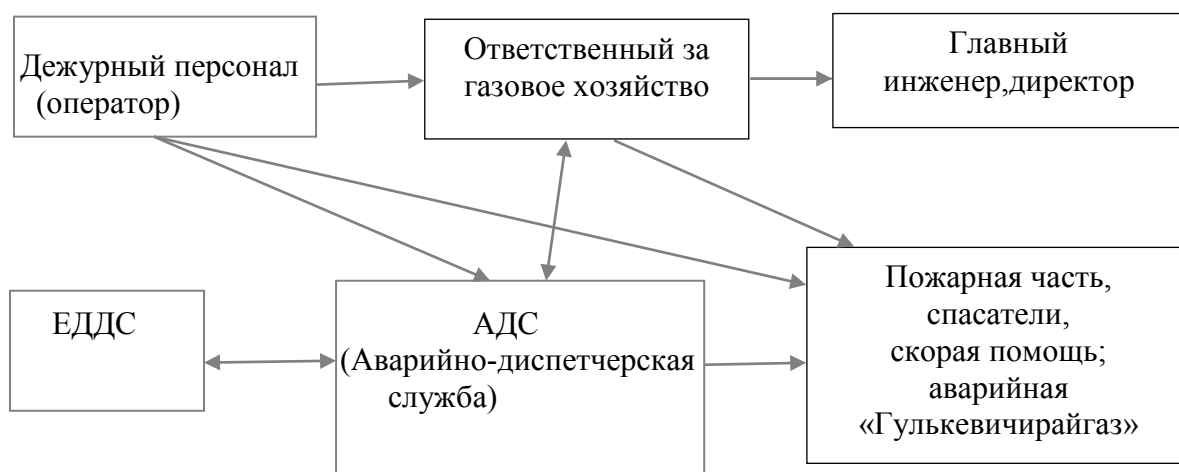 Дежурный персонал
(оператор)
Ответственный за
газовое хозяйство
Главный
инженер,директор
ЕДДС
АДС
(Аварийно-диспетчерская
служба)
Пожарная часть,
спасатели,
скорая помощь;
аварийная
«Гулькевичирайгаз»